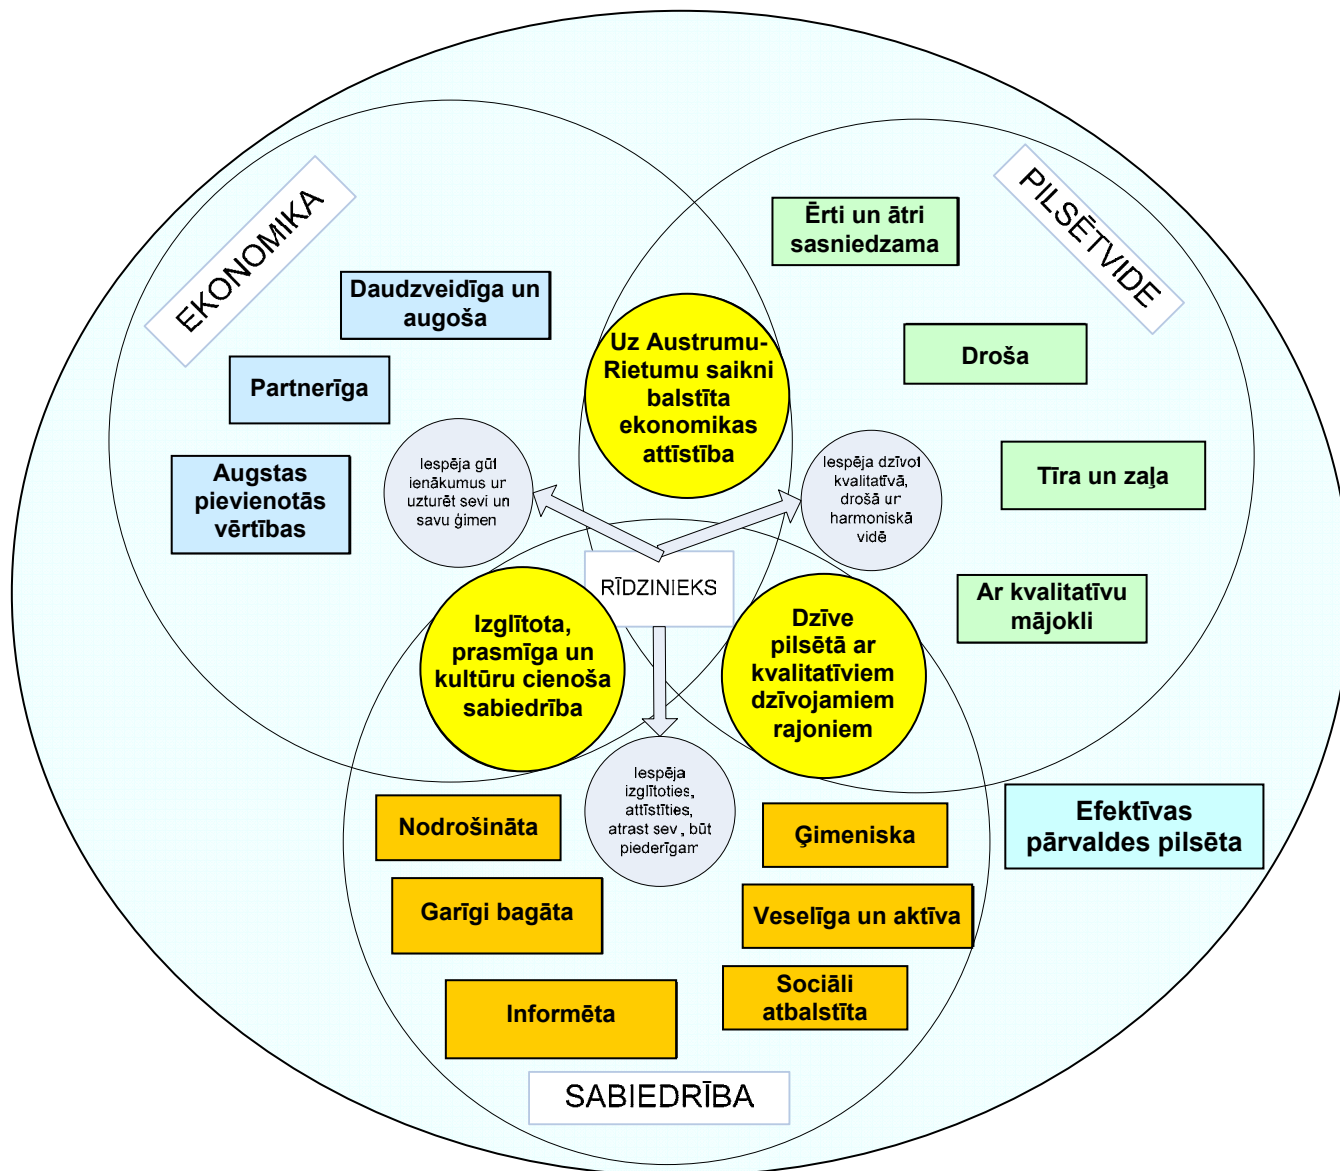 EKONOMIKA
PILSĒTVIDE
Ērti un ātri
sasniedzama
Daudzveidīga un
augoša
Uz Austrumu-
Rietumu saikni
balstīta
ekonomikas
attīstība
Droša
Partnerīga
Augstas
pievienotās
vērtības
Iespēja gūt
ienākumus un
uzturēt sevi un
savu ģimen
Iespēja dzīvot
kvalitatīvā,
drošā un
harmoniskā
vidē
Tīra un zaļa
RĪDZINIEKS
Ar kvalitatīvu
mājokli
Izglītota,
prasmīga un
kultūru cienoša
sabiedrība
Dzīve
pilsētā ar
kvalitatīviem
dzīvojamiem
rajoniem
Iespēja
izglītoties,
attīstīties,
atrast sev , būt
piederīgam
Nodrošināta
Ģimeniska
Efektīvas
pārvaldes pilsēta
Garīgi bagāta
Veselīga un aktīva
Informēta
Sociāli
atbalstīta
SABIEDRĪBA